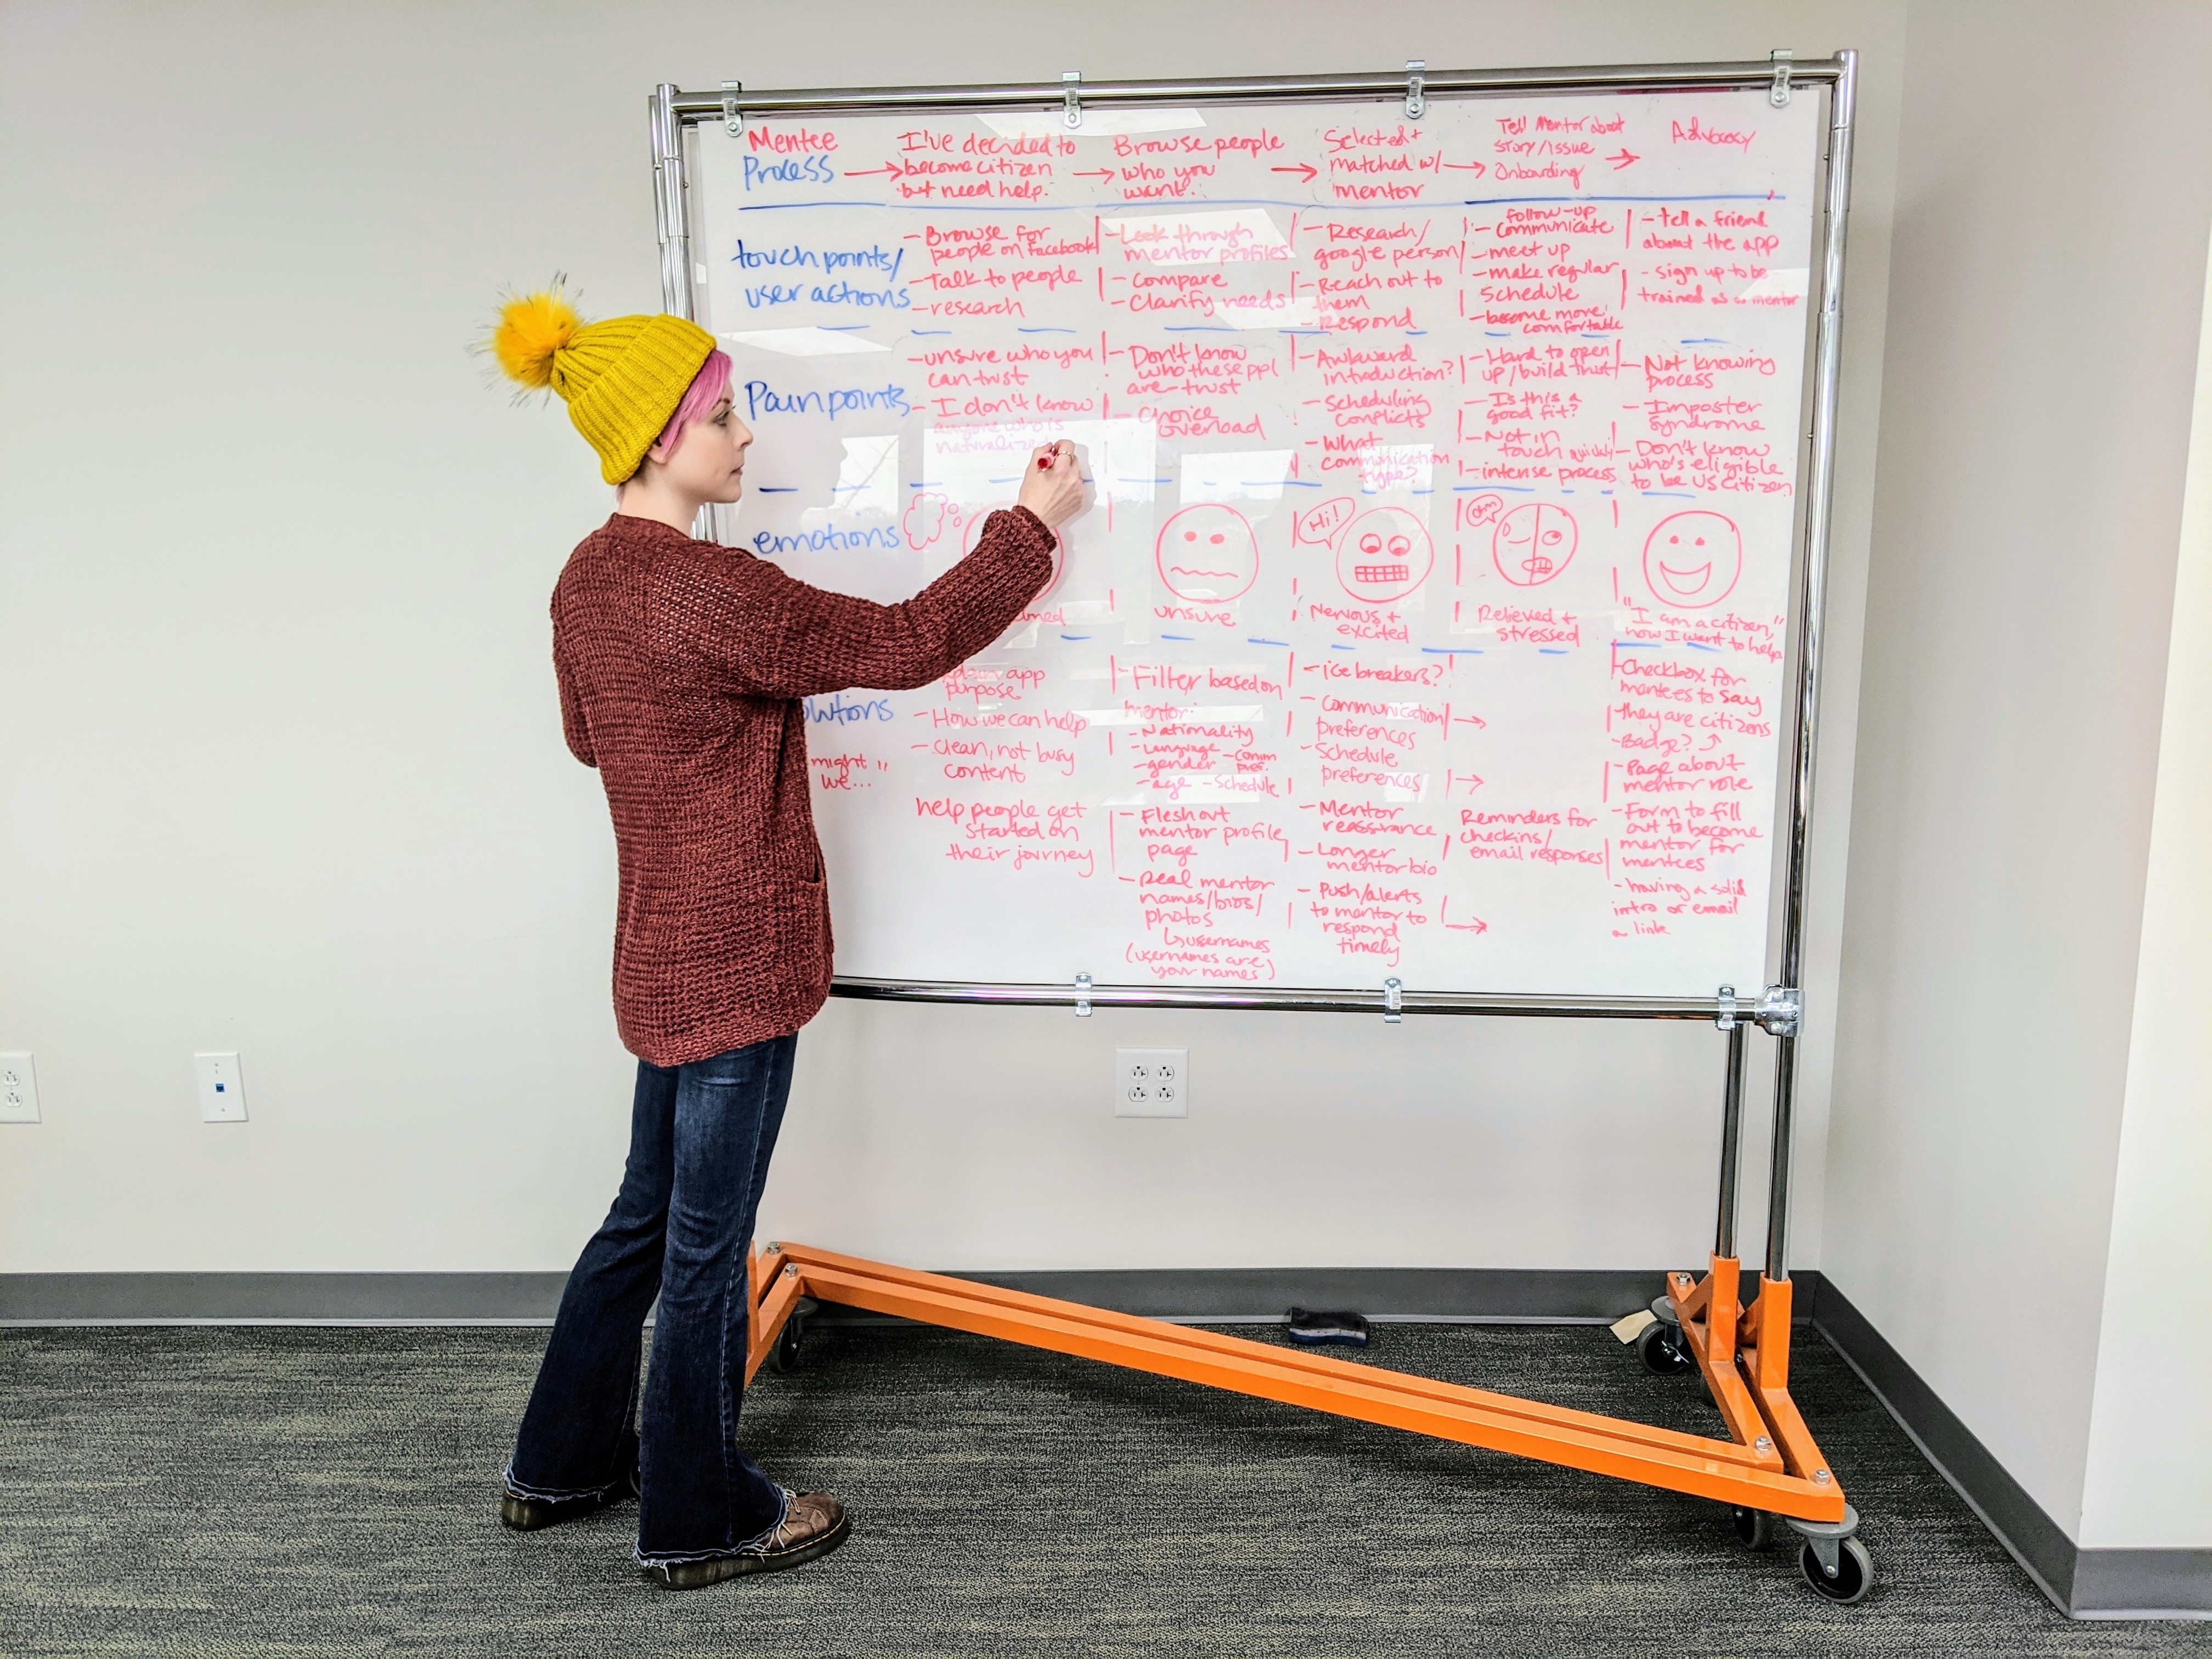 Mentee
Process
I've decided to
become citizen
but need help.
Browse people
who you
want.
Selected +
matched w/
mentor
Tell Mentor about
story/issue
Onboarding
Advocacy
touchpoints/
user actions
- Browse for
people on facebook
- Talk to people
- research
- Look through
mentor profiles
- Compare
- Clarify needs
- Research/
google person
- Reach out to
them
- Respond
- follow-up
communicate
- meet up
- make regular
schedule
- become more
comfortable
- tell a friend
about the app
- sign up to be
trained as a mentor
Painpoints
- unsure who you
can trust
- I don't know
anyone who is
naturalized
- Don't know
who these ppl
are - trust
- Choice
overload
- Awkward
introduction?
- Scheduling
conflicts
- What
communication
type?
- Hard to open
up/build trust
- Is this a
good fit?
- Not in
touch quickly
- intense process
- Not knowing
process
- Imposter
Syndrome
- Don't know
who's eligible
to be US citizen
emotions
unsure
Hi!
Nervous +
excited
Relieved +
stressed
"I am a citizen,
now I want to help"
might
we..."
app
purpose
- How we can help
- Clean, not busy
content
help people get
started on
their journey
- Filter based on
mentor:
- Nationality
- Language
- gender - Comm
pref.
- age - schedule
- Flesh out
mentor profile
page
- Real mentor
names/bios/
photos
↳ usernames
(usernames are
your names)
- ice breakers?
- Communication
preferences
- Schedule
preferences
- Mentor
reassurance
- Longer
mentor bio
- Push/alerts
to mentor to
respond
timely
Reminders for
checkins/
email responses
- Checkbox for
mentees to say
they are citizens
- Badge?
- Page about
mentor role
- Form to fill
out to become
mentor for
mentees
- having a solid
intro or email
a link